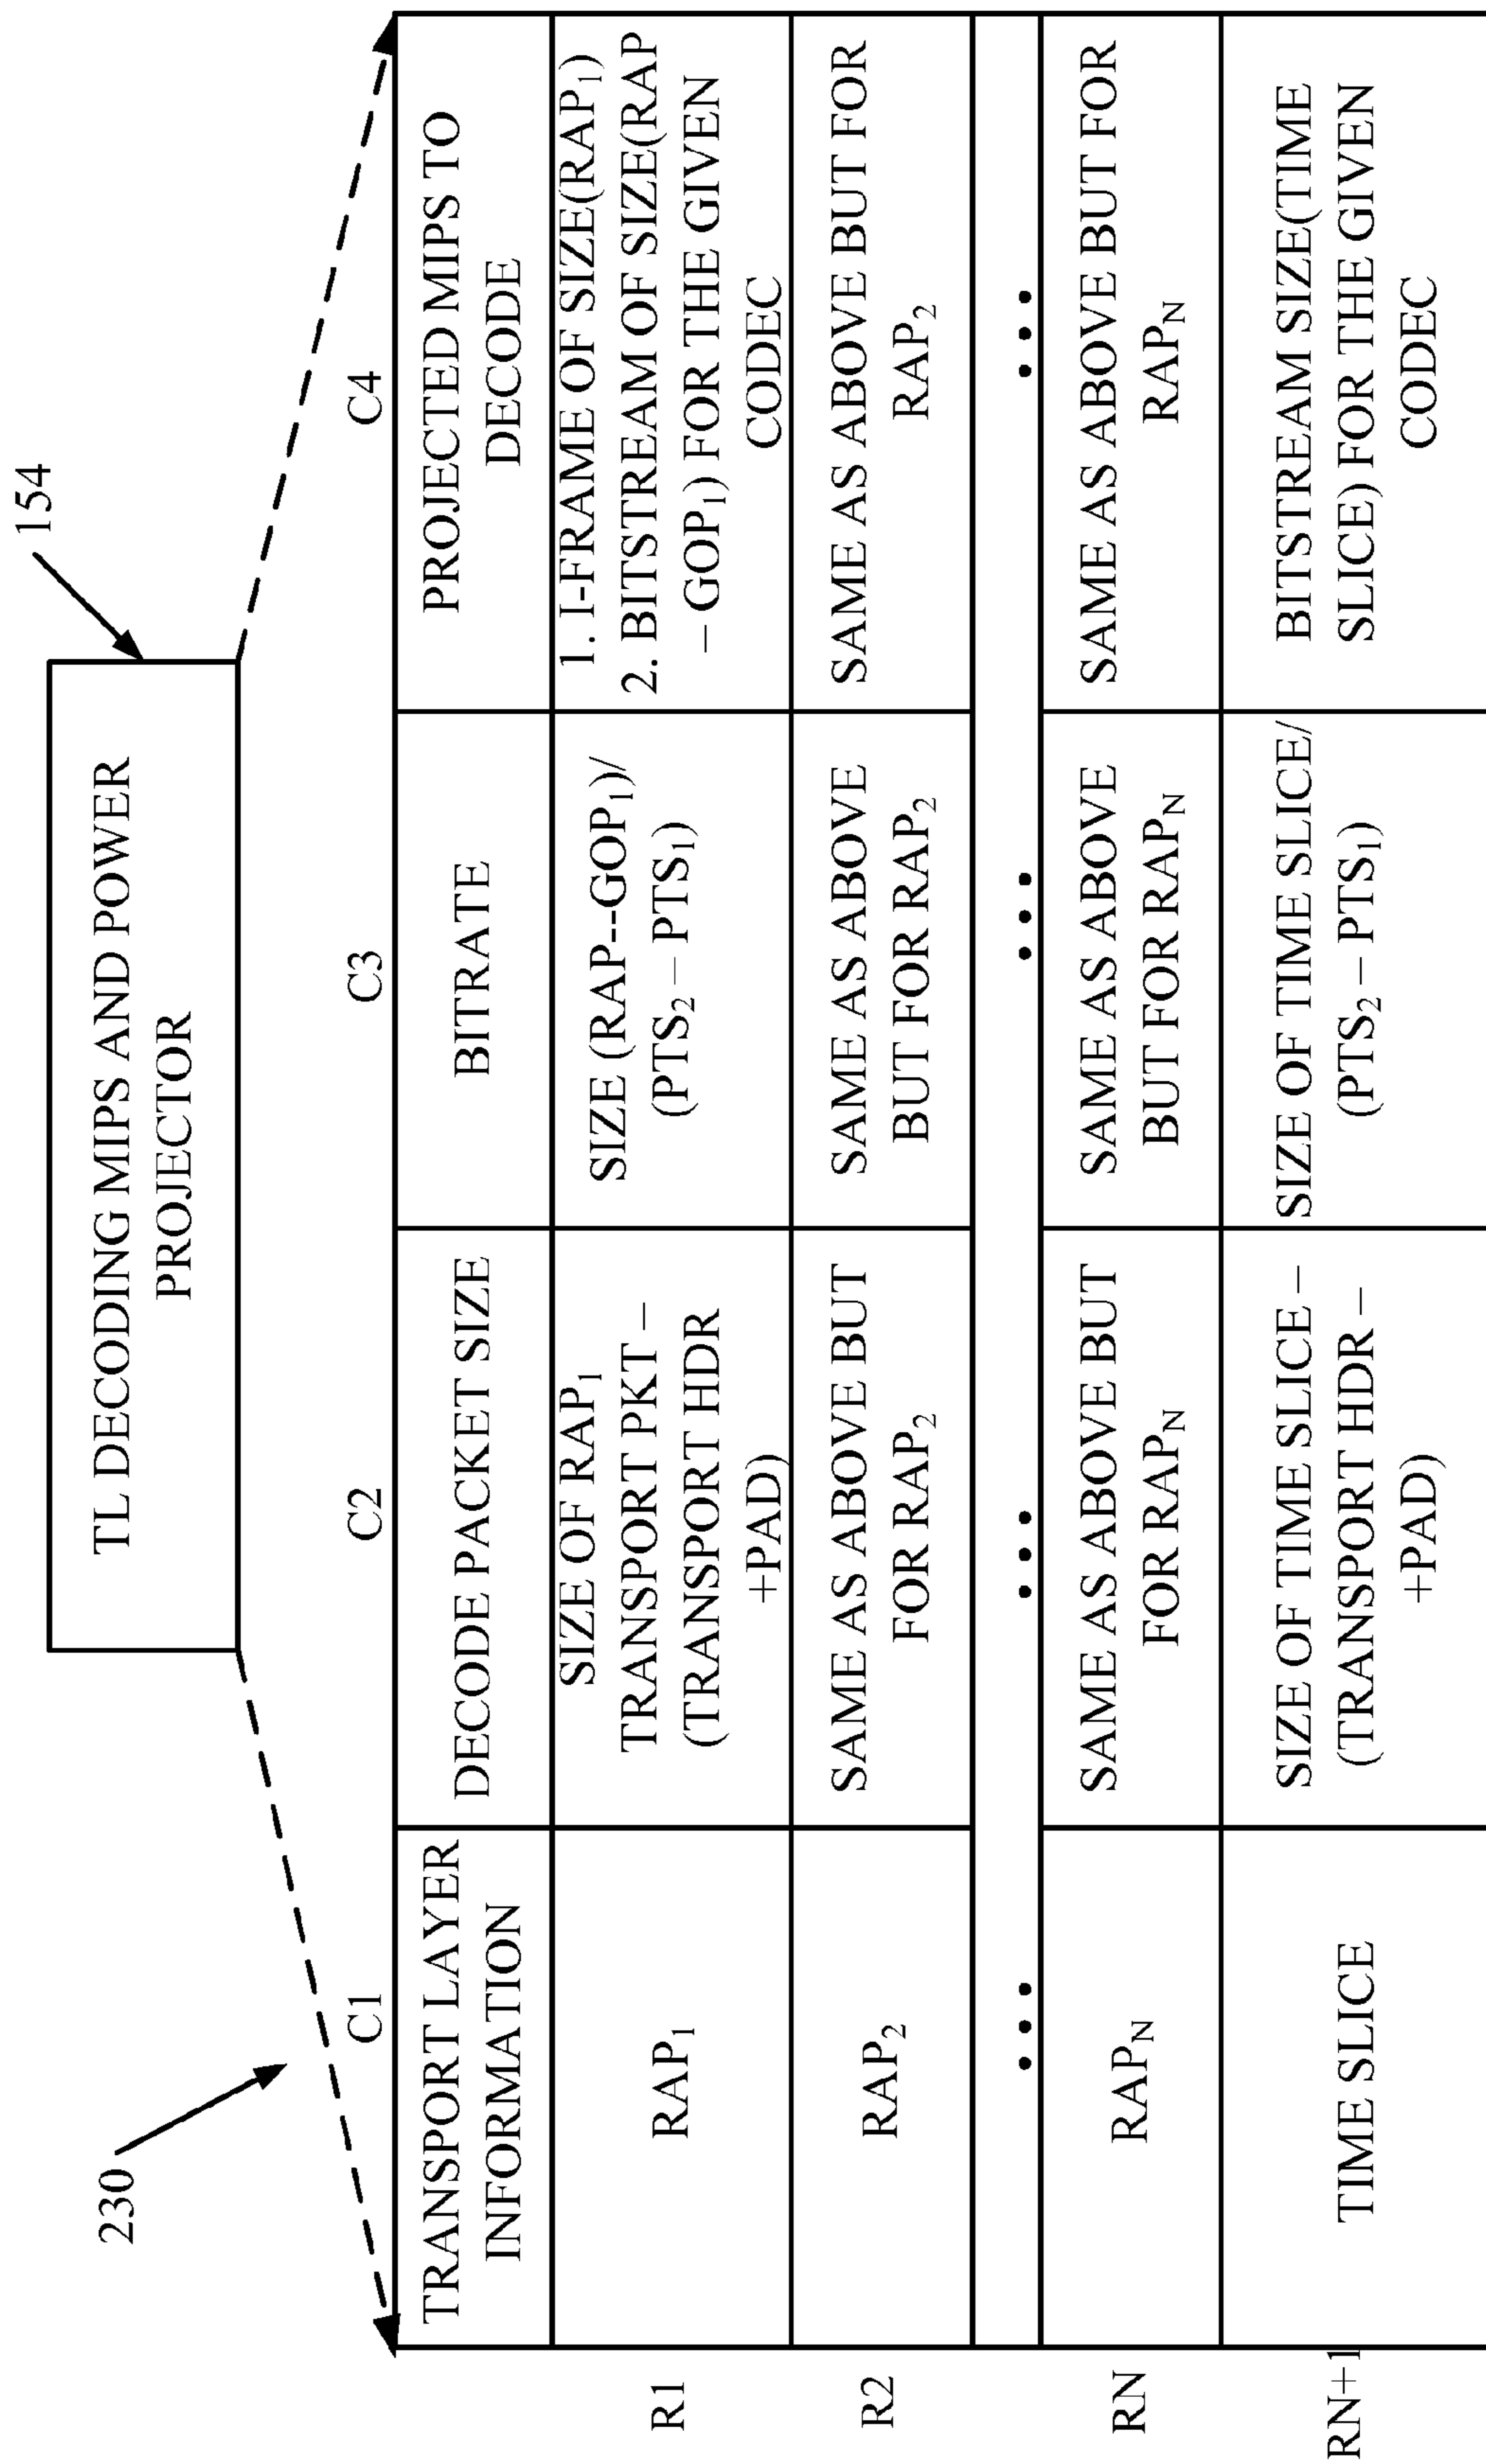 154
TL DECODING MIPS AND POWER
PROJECTOR
230
C1 C2 C3 C4
TRANSPORT LAYER
INFORMATION
DECODE PACKET SIZE
BITRATE
PROJECTED MIPS TO
DECODE
R1
RAP₁
SIZE OF RAP₁
TRANSPORT PKT –
(TRANSPORT HDR
+PAD)
SIZE (RAP--GOP₁)/
(PTS₂ – PTS₁)
1. I-FRAME OF SIZE(RAP₁)
2. BITSTREAM OF SIZE(RAP
– GOP₁) FOR THE GIVEN
CODEC
R2
RAP₂
SAME AS ABOVE BUT
FOR RAP₂
SAME AS ABOVE
BUT FOR RAP₂
SAME AS ABOVE BUT FOR
RAP₂
• • •
• • •
• • •
• • •
RN
RAP_N
SAME AS ABOVE BUT
FOR RAP_N
SAME AS ABOVE
BUT FOR RAP_N
SAME AS ABOVE BUT FOR
RAP_N
RN+1
TIME SLICE
SIZE OF TIME SLICE –
(TRANSPORT HDR –
+PAD)
SIZE OF TIME SLICE/
(PTS₂ – PTS₁)
BITSTREAM SIZE(TIME
SLICE) FOR THE GIVEN
CODEC